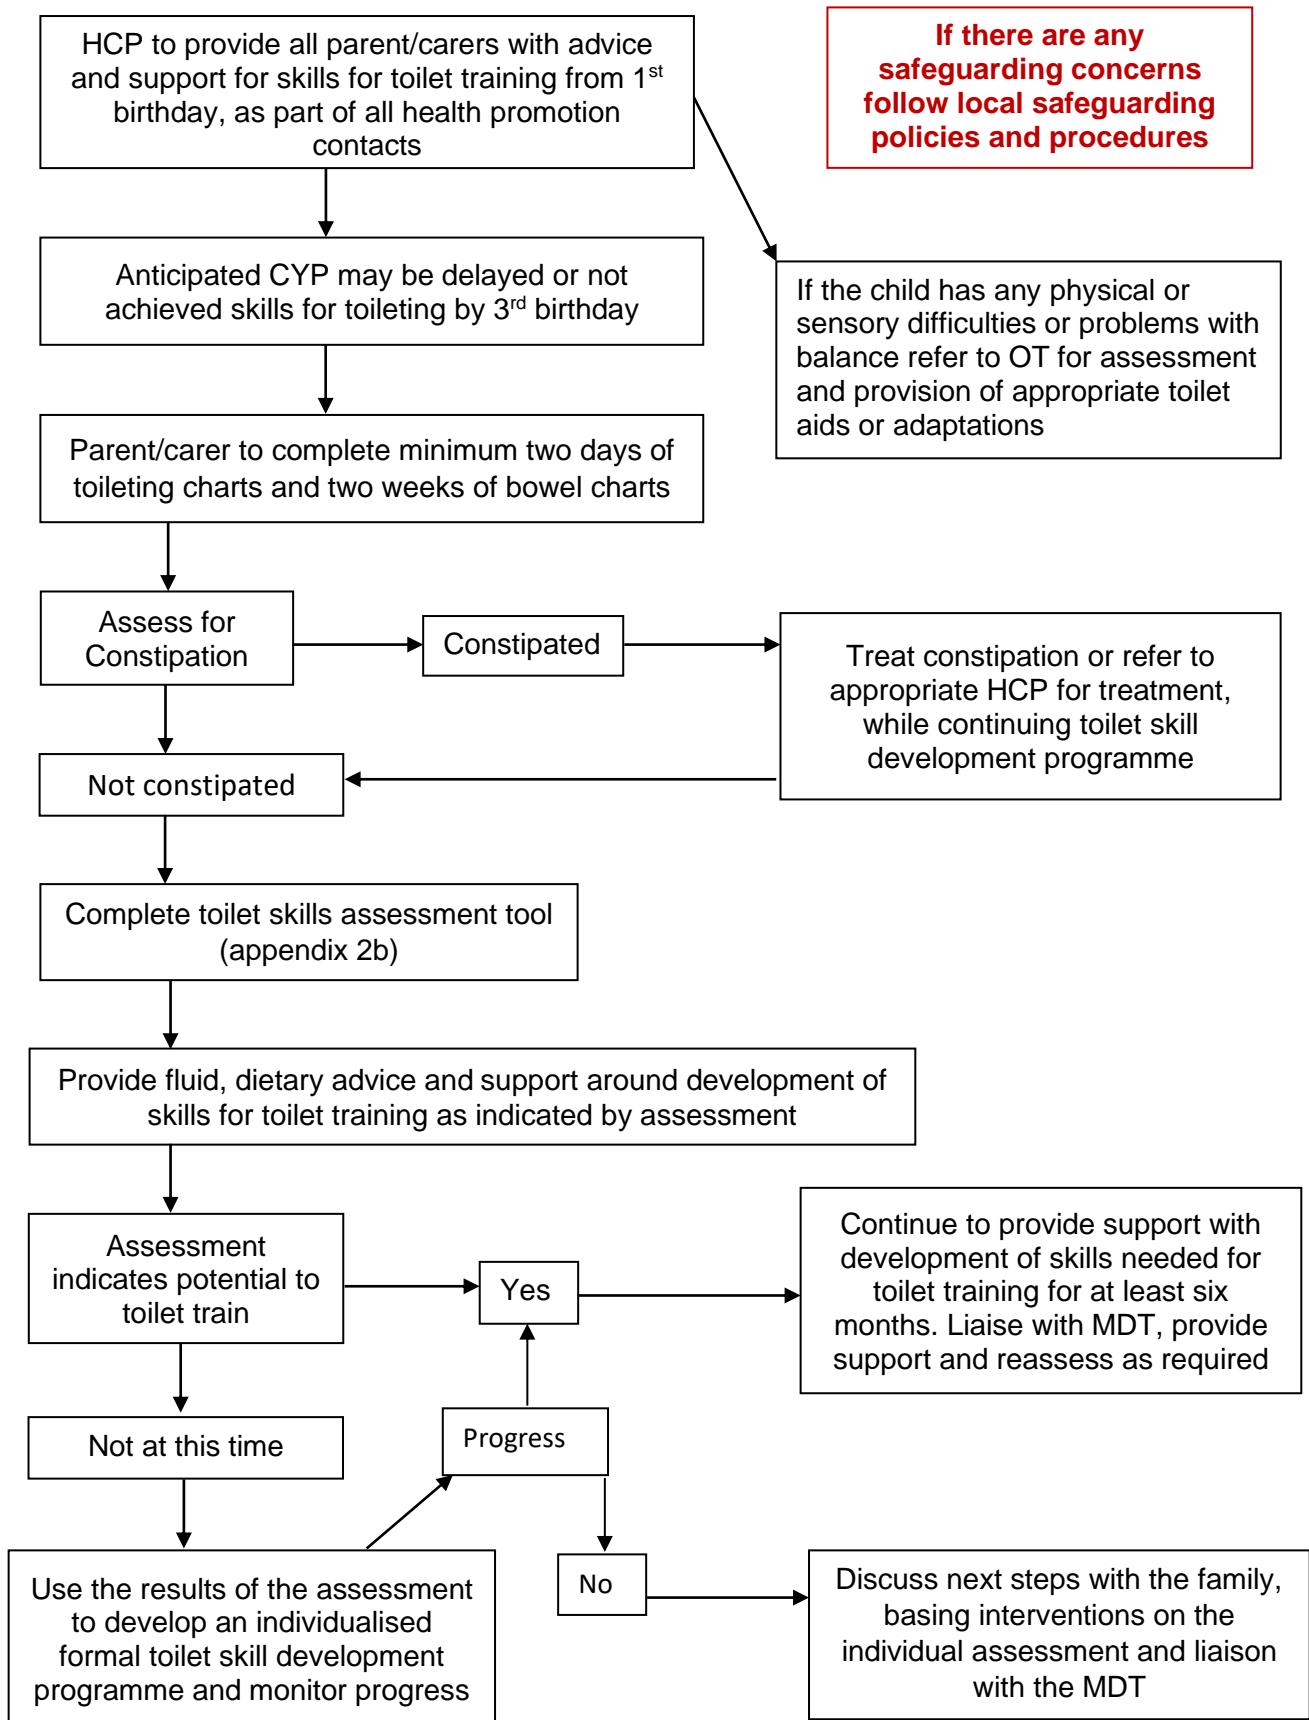 HCP to provide all parent/carers with advice
and support for skills for toilet training from 1st
birthday, as part of all health promotion
contacts
If there are any
safeguarding concerns
follow local safeguarding
policies and procedures
Anticipated CYP may be delayed or not
achieved skills for toileting by 3rd birthday
If the child has any physical or
sensory difficulties or problems with
balance refer to OT for assessment
and provision of appropriate toilet
aids or adaptations
Parent/carer to complete minimum two days of
toileting charts and two weeks of bowel charts
Assess for
Constipation
Constipated
Treat constipation or refer to
appropriate HCP for treatment,
while continuing toilet skill
development programme
Not constipated
Complete toilet skills assessment tool
(appendix 2b)
Provide fluid, dietary advice and support around development of
skills for toilet training as indicated by assessment
Assessment
indicates potential to
toilet train
Yes
Continue to provide support with
development of skills needed for
toilet training for at least six
months. Liaise with MDT, provide
support and reassess as required
Not at this time
Progress
Use the results of the assessment
to develop an individualised
formal toilet skill development
programme and monitor progress
No
Discuss next steps with the family,
basing interventions on the
individual assessment and liaison
with the MDT